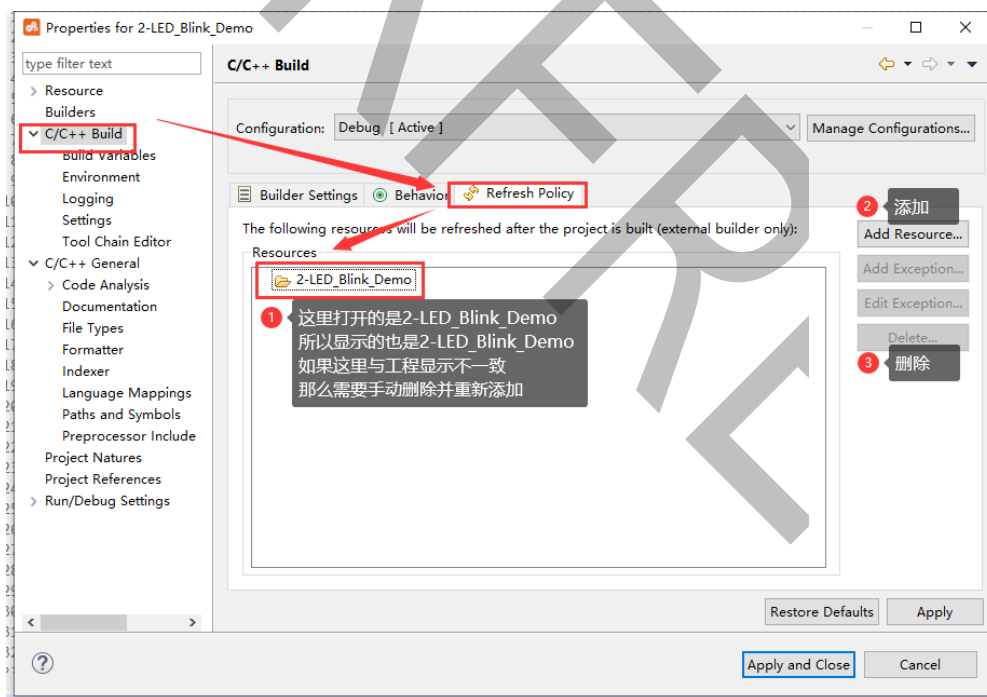 Properties for 2-LED_Blink_Demo
type filter text
C/C++ Build
Resource
Builders
C/C++ Build
Build Variables
Environment
Logging
Settings
Tool Chain Editor
C/C++ General
Code Analysis
Documentation
File Types
Formatter
Indexer
Language Mappings
Paths and Symbols
Preprocessor Include
Project Natures
Project References
Run/Debug Settings
Configuration:
Debug [ Active ]
Manage Configurations...
Builder Settings
Behavior
Refresh Policy
The following resources will be refreshed after the project is built (external builder only):
Resources
2-LED_Blink_Demo
1
这里打开的是2-LED_Blink_Demo
所以显示的也是2-LED_Blink_Demo
如果这里与工程显示不一致
那么需要手动删除并重新添加
2 添加
Add Resource...
Add Exception...
Edit Exception...
Delete...
3 删除
Restore Defaults
Apply
Apply and Close
Cancel